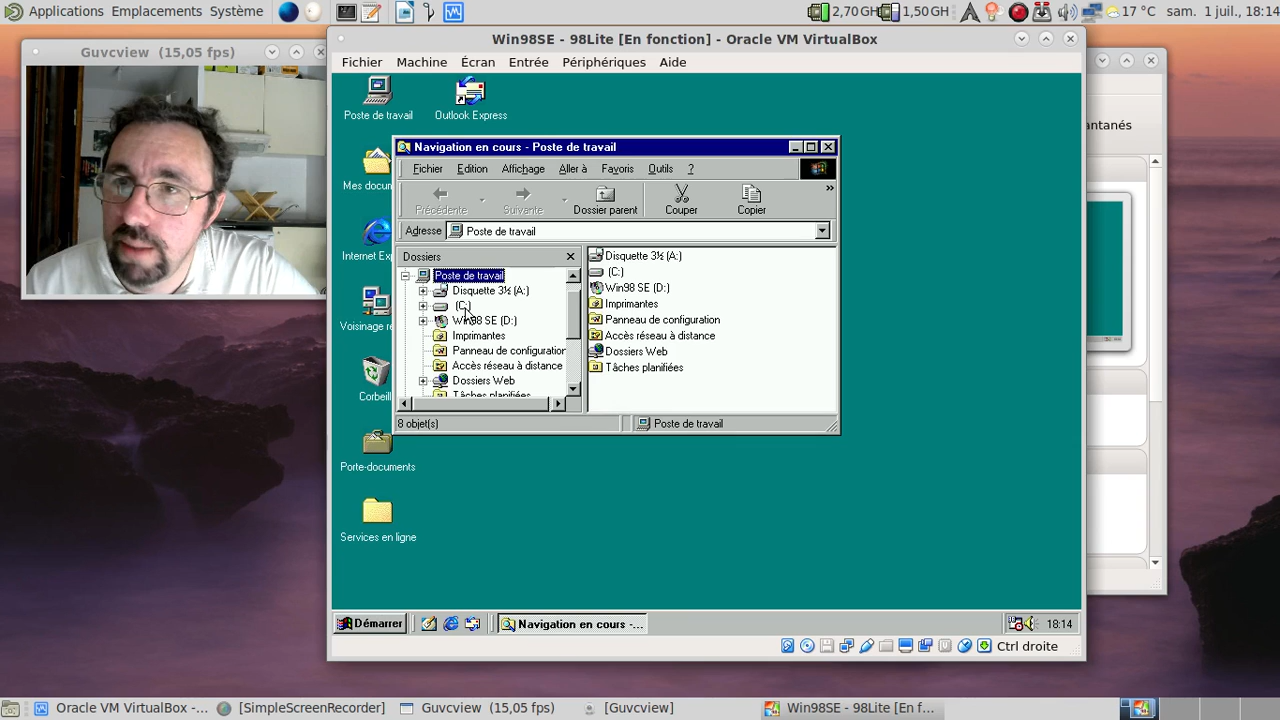 Applications Emplacements Système 2,70 GH 1,50GH 17 °C sam. 1 juil., 18:14
Guvcview (15,05 fps)
Win98SE - 98Lite [En fonction] - Oracle VM VirtualBox
Fichier Machine Écran Entrée Périphériques Aide
antanés
Poste de travail
Outlook Express
Mes docum
Internet Ex
Voisinage ré
Corbeill
Porte-documents
Services en ligne
Navigation en cours - Poste de travail
Fichier Edition Affichage Aller à Favoris Outils ?
Précédente Suivante Dossier parent Couper Copier »
Adresse Poste de travail
Dossiers
Poste de travail
Disquette 3½ (A:)
(C:)
Win98 SE (D:)
Imprimantes
Panneau de configuration
Accès réseau à distance
Dossiers Web
Tâches planifiées
Disquette 3½ (A:)
(C:)
Win98 SE (D:)
Imprimantes
Panneau de configuration
Accès réseau à distance
Dossiers Web
Tâches planifiées
8 objet(s)
Poste de travail
Démarrer Navigation en cours -... 18:14
Ctrl droite
Oracle VM VirtualBox -... [SimpleScreenRecorder] Guvcview (15,05 fps) [Guvcview] Win98SE - 98Lite [En f...